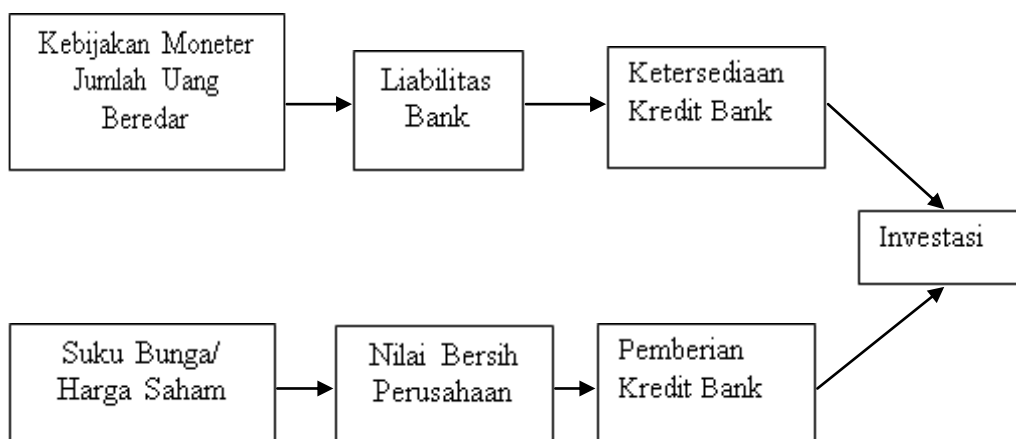 Kebijakan Moneter
Jumlah Uang
Beredar
Liabilitas
Bank
Ketersediaan
Kredit Bank
Investasi
Suku Bunga/
Harga Saham
Nilai Bersih
Perusahaan
Pemberian
Kredit Bank